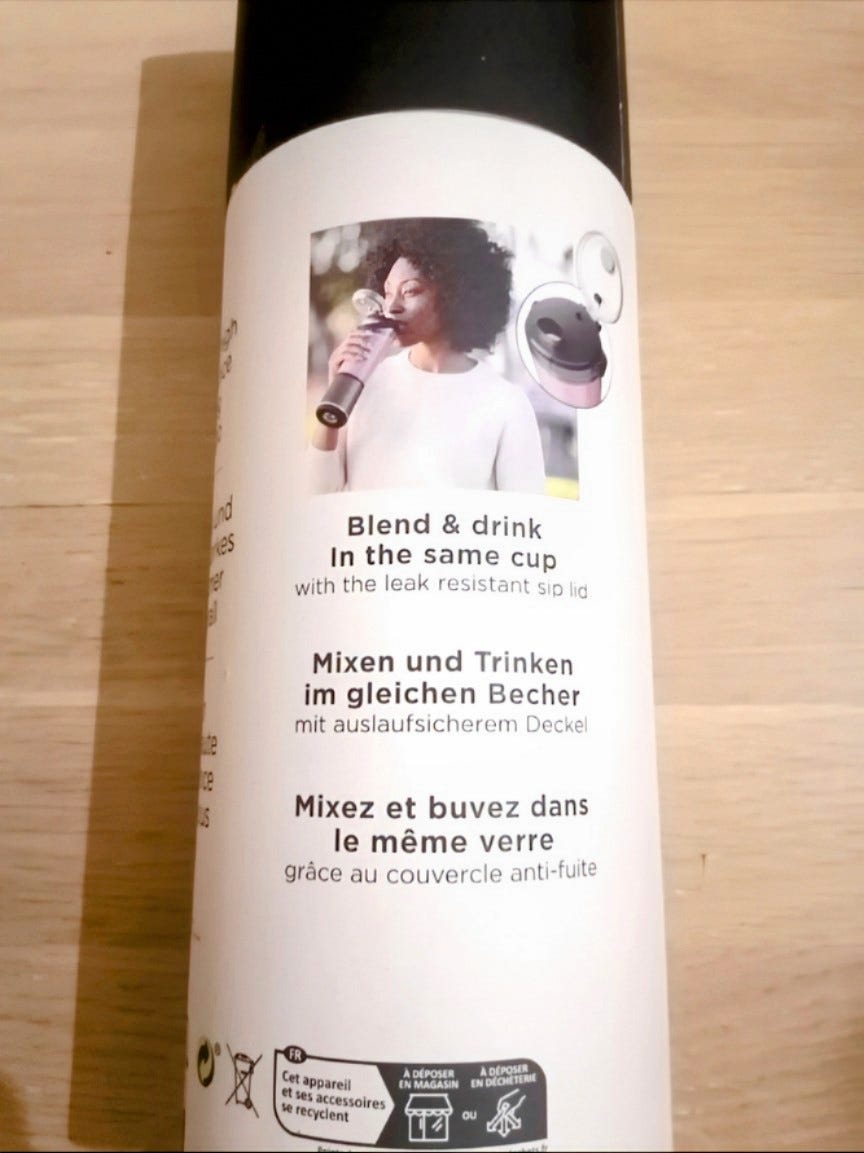 Blend & drink
In the same cup
with the leak resistant sip lid
Mixen und Trinken
im gleichen Becher
mit auslaufsicherem Deckel
Mixez et buvez dans
le même verre
grâce au couvercle anti-fuite
FR
Cet appareil
et ses accessoires
se recyclent
À DÉPOSER
EN MAGASIN
OU
À DÉPOSER
EN DÉCHÈTERIE